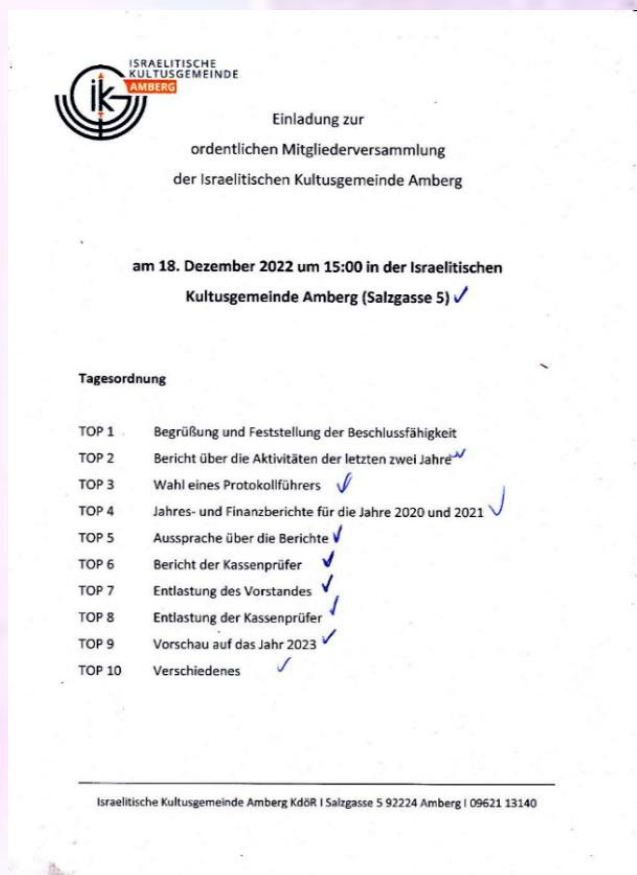 ISRAELITISCHE
KULTUSGEMEINDE
AMBERG
ik
Einladung zur
ordentlichen Mitgliederversammlung
der Israelitischen Kultusgemeinde Amberg
am 18. Dezember 2022 um 15:00 in der Israelitischen
Kultusgemeinde Amberg (Salzgasse 5) ✓
Tagesordnung
TOP 1 Begrüßung und Feststellung der Beschlussfähigkeit
TOP 2 Bericht über die Aktivitäten der letzten zwei Jahre ✓
TOP 3 Wahl eines Protokollführers ✓
TOP 4 Jahres- und Finanzberichte für die Jahre 2020 und 2021 ✓
TOP 5 Aussprache über die Berichte ✓
TOP 6 Bericht der Kassenprüfer ✓
TOP 7 Entlastung des Vorstandes ✓
TOP 8 Entlastung der Kassenprüfer ✓
TOP 9 Vorschau auf das Jahr 2023 ✓
TOP 10 Verschiedenes ✓
Israelitische Kultusgemeinde Amberg KdöR I Salzgasse 5 92224 Amberg I 09621 13140